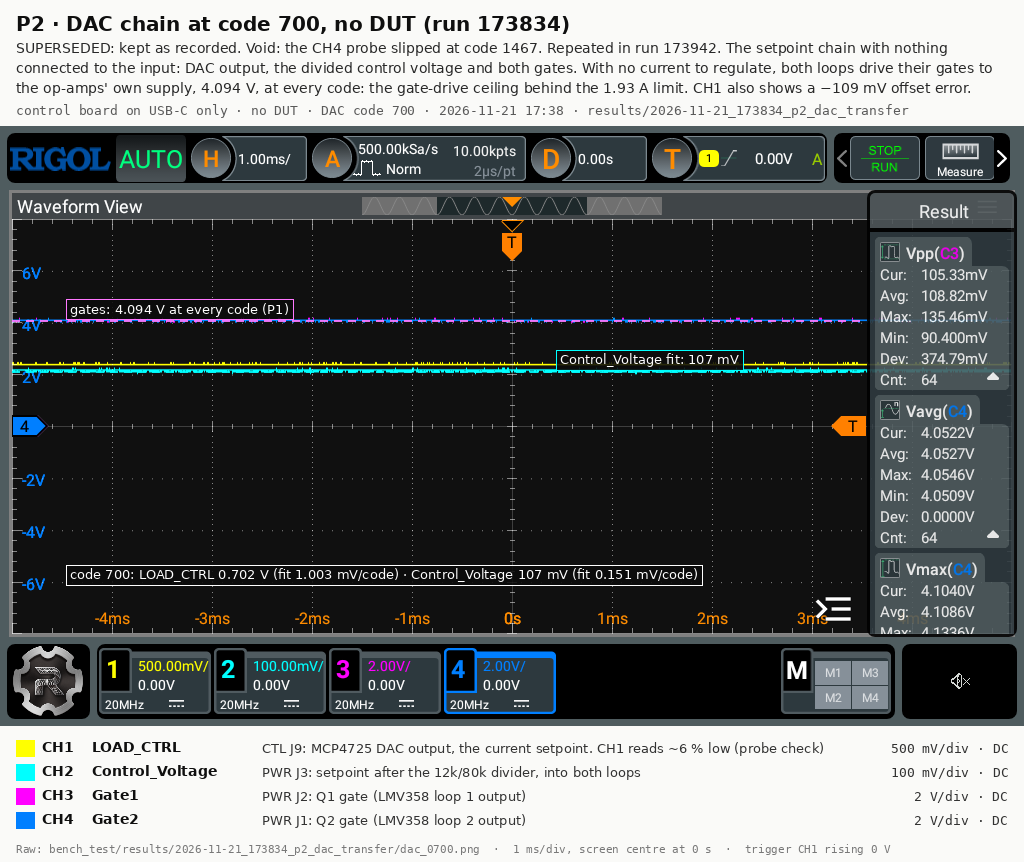 P2 · DAC chain at code 700, no DUT (run 173834)
SUPERSEDED: kept as recorded. Void: the CH4 probe slipped at code 1467. Repeated in run 173942. The setpoint chain with nothing
connected to the input: DAC output, the divided control voltage and both gates. With no current to regulate, both loops drive their gates to
the op-amps' own supply, 4.094 V, at every code: the gate-drive ceiling behind the 1.93 A limit. CH1 also shows a −109 mV offset error.
control board on USB-C only · no DUT · DAC code 700 · 2026-11-21 17:38 · results/2026-11-21_173834_p2_dac_transfer
RIGOL AUTO H 1.00ms/ A 500.00kSa/s Norm 10.00kpts 2µs/pt D 0.00s T 1 0.00V A STOP RUN Measure
Waveform View
Result
T
6V
4V
2V
4
-2V
-4V
-6V
T
gates: 4.094 V at every code (P1)
Control_Voltage fit: 107 mV
code 700: LOAD_CTRL 0.702 V (fit 1.003 mV/code) · Control_Voltage 107 mV (fit 0.151 mV/code)
-4ms -3ms -2ms -1ms 0s 1ms 2ms 3ms
Vpp(C3)
Cur: 105.33mV
Avg: 108.82mV
Max: 135.46mV
Min: 90.400mV
Dev: 374.79mV
Cnt: 64
Vavg(C4)
Cur: 4.0522V
Avg: 4.0527V
Max: 4.0546V
Min: 4.0509V
Dev: 0.0000V
Cnt: 64
Vmax(C4)
Cur: 4.1040V
Avg: 4.1086V
Max: 4.1336V
1 500.00mV/ 0.00V 20MHz
2 100.00mV/ 0.00V 20MHz
3 2.00V/ 0.00V 20MHz
4 2.00V/ 0.00V 20MHz
M M1 M3 M2 M4
CH1 LOAD_CTRL CTL J9: MCP4725 DAC output, the current setpoint. CH1 reads ~6 % low (probe check) 500 mV/div · DC
CH2 Control_Voltage PWR J3: setpoint after the 12k/80k divider, into both loops 100 mV/div · DC
CH3 Gate1 PWR J2: Q1 gate (LMV358 loop 1 output) 2 V/div · DC
CH4 Gate2 PWR J1: Q2 gate (LMV358 loop 2 output) 2 V/div · DC
Raw: bench_test/results/2026-11-21_173834_p2_dac_transfer/dac_0700.png · 1 ms/div, screen centre at 0 s · trigger CH1 rising 0 V